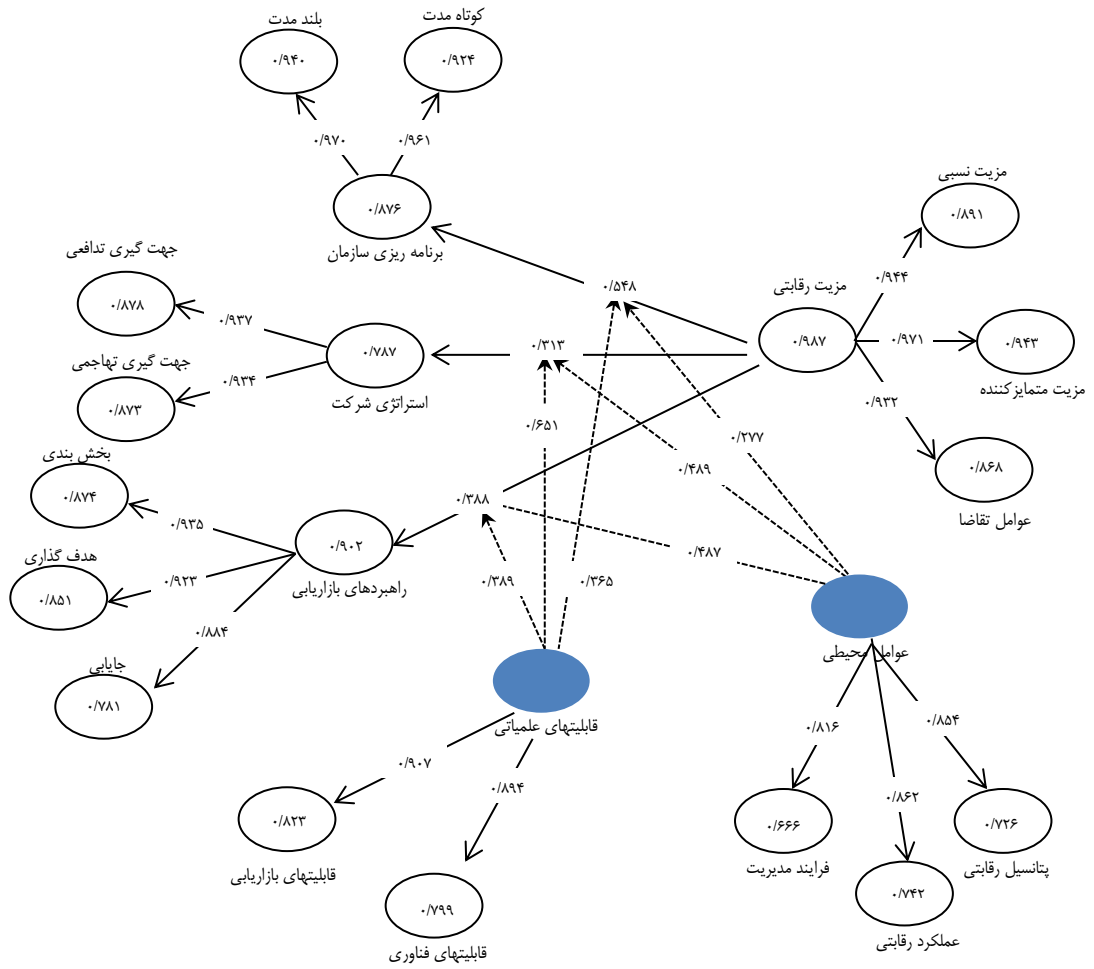 کوتاه مدت
بلند مدت
۰/۹۲۴
۰/۹۴۰
۰/۹۶۱
۰/۹۷۰
مزیت نسبی
۰/۸۹۱
۰/۸۷۶
برنامه ریزی سازمان
جهت گیری تدافعی
۰/۹۴۴
مزیت رقابتی
۰/۵۴۸
۰/۸۷۸
۰/۹۳۷
۰/۹۸۷
۰/۹۷۱
۰/۹۴۳
۰/۳۱۳
۰/۷۸۷
جهت گیری تهاجمی
۰/۹۳۴
مزیت متمایزکننده
۰/۹۳۲
استراتژی شرکت
۰/۸۷۳
۰/۶۵۱
۰/۲۷۷
بخش بندی
۰/۸۶۸
۰/۴۸۹
۰/۸۷۴
۰/۳۸۸
عوامل تقاضا
۰/۹۳۵
۰/۹۰۲
۰/۴۸۷
هدف گذاری
۰/۹۲۳
۰/۳۸۹
۰/۳۶۵
راهبردهای بازاریابی
۰/۸۵۱
۰/۸۸۴
عوامل محیطی
جایابی
۰/۷۸۱
قابلیتهای علمیاتی
۰/۸۱۶
۰/۸۵۴
۰/۹۰۷
۰/۸۹۴
۰/۸۶۲
۰/۸۲۳
۰/۶۶۶
۰/۷۲۶
قابلیتهای بازاریابی
فرایند مدیریت
پتانسیل رقابتی
۰/۷۹۹
۰/۷۴۲
قابلیتهای فناوری
عملکرد رقابتی